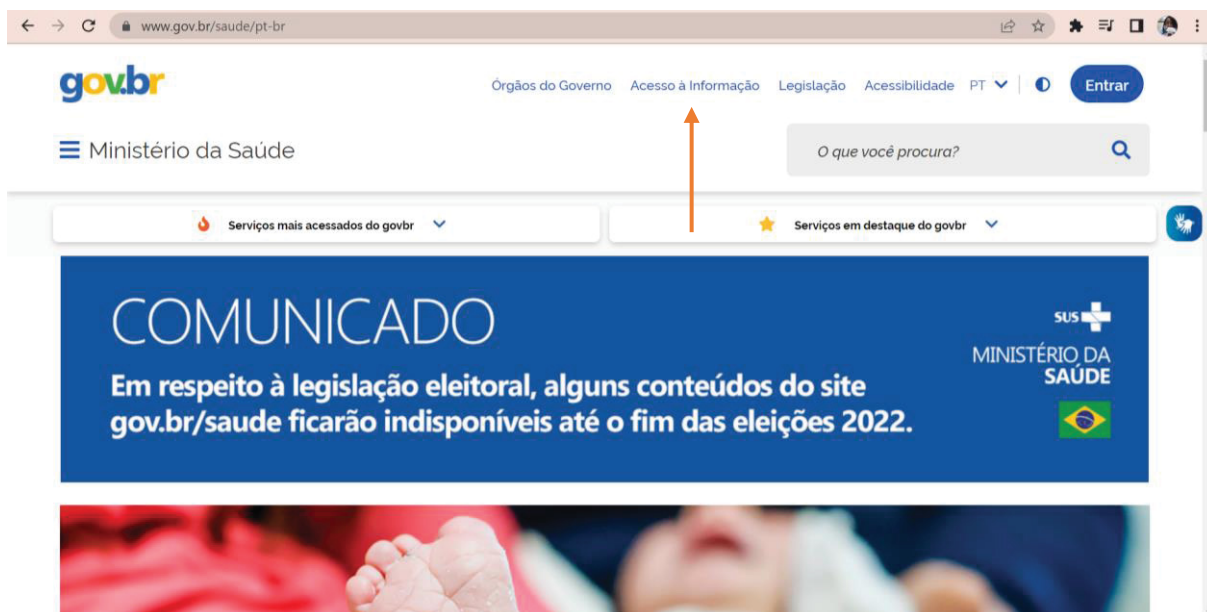 www.gov.br/saude/pt-br
gov.br
Órgãos do Governo Acesso à Informação Legislação Acessibilidade PT Entrar
Ministério da Saúde
O que você procura?
Serviços mais acessados do govbr
Serviços em destaque do govbr
COMUNICADO
Em respeito à legislação eleitoral, alguns conteúdos do site
gov.br/saude ficarão indisponíveis até o fim das eleições 2022.
SUS
MINISTÉRIO DA
SAÚDE